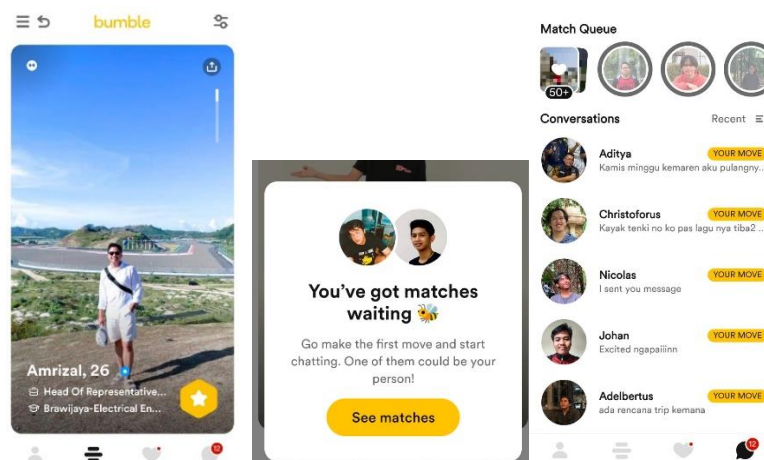 bumble
Amrizal, 26
Head Of Representative...
Brawijaya-Electrical En...
12
You've got matches
waiting
Go make the first move and start
chatting. One of them could be your
person!
See matches
Match Queue
50+
Conversations
Recent
Aditya
YOUR MOVE
Kamis minggu kemaren aku pulangny...
Christoforus
YOUR MOVE
Kayak tenki no ko pas lagu nya tiba2 ...
Nicolas
YOUR MOVE
I sent you message
Johan
YOUR MOVE
Excited ngapaiiinn
Adelbertus
YOUR MOVE
ada rencana trip kemana
12